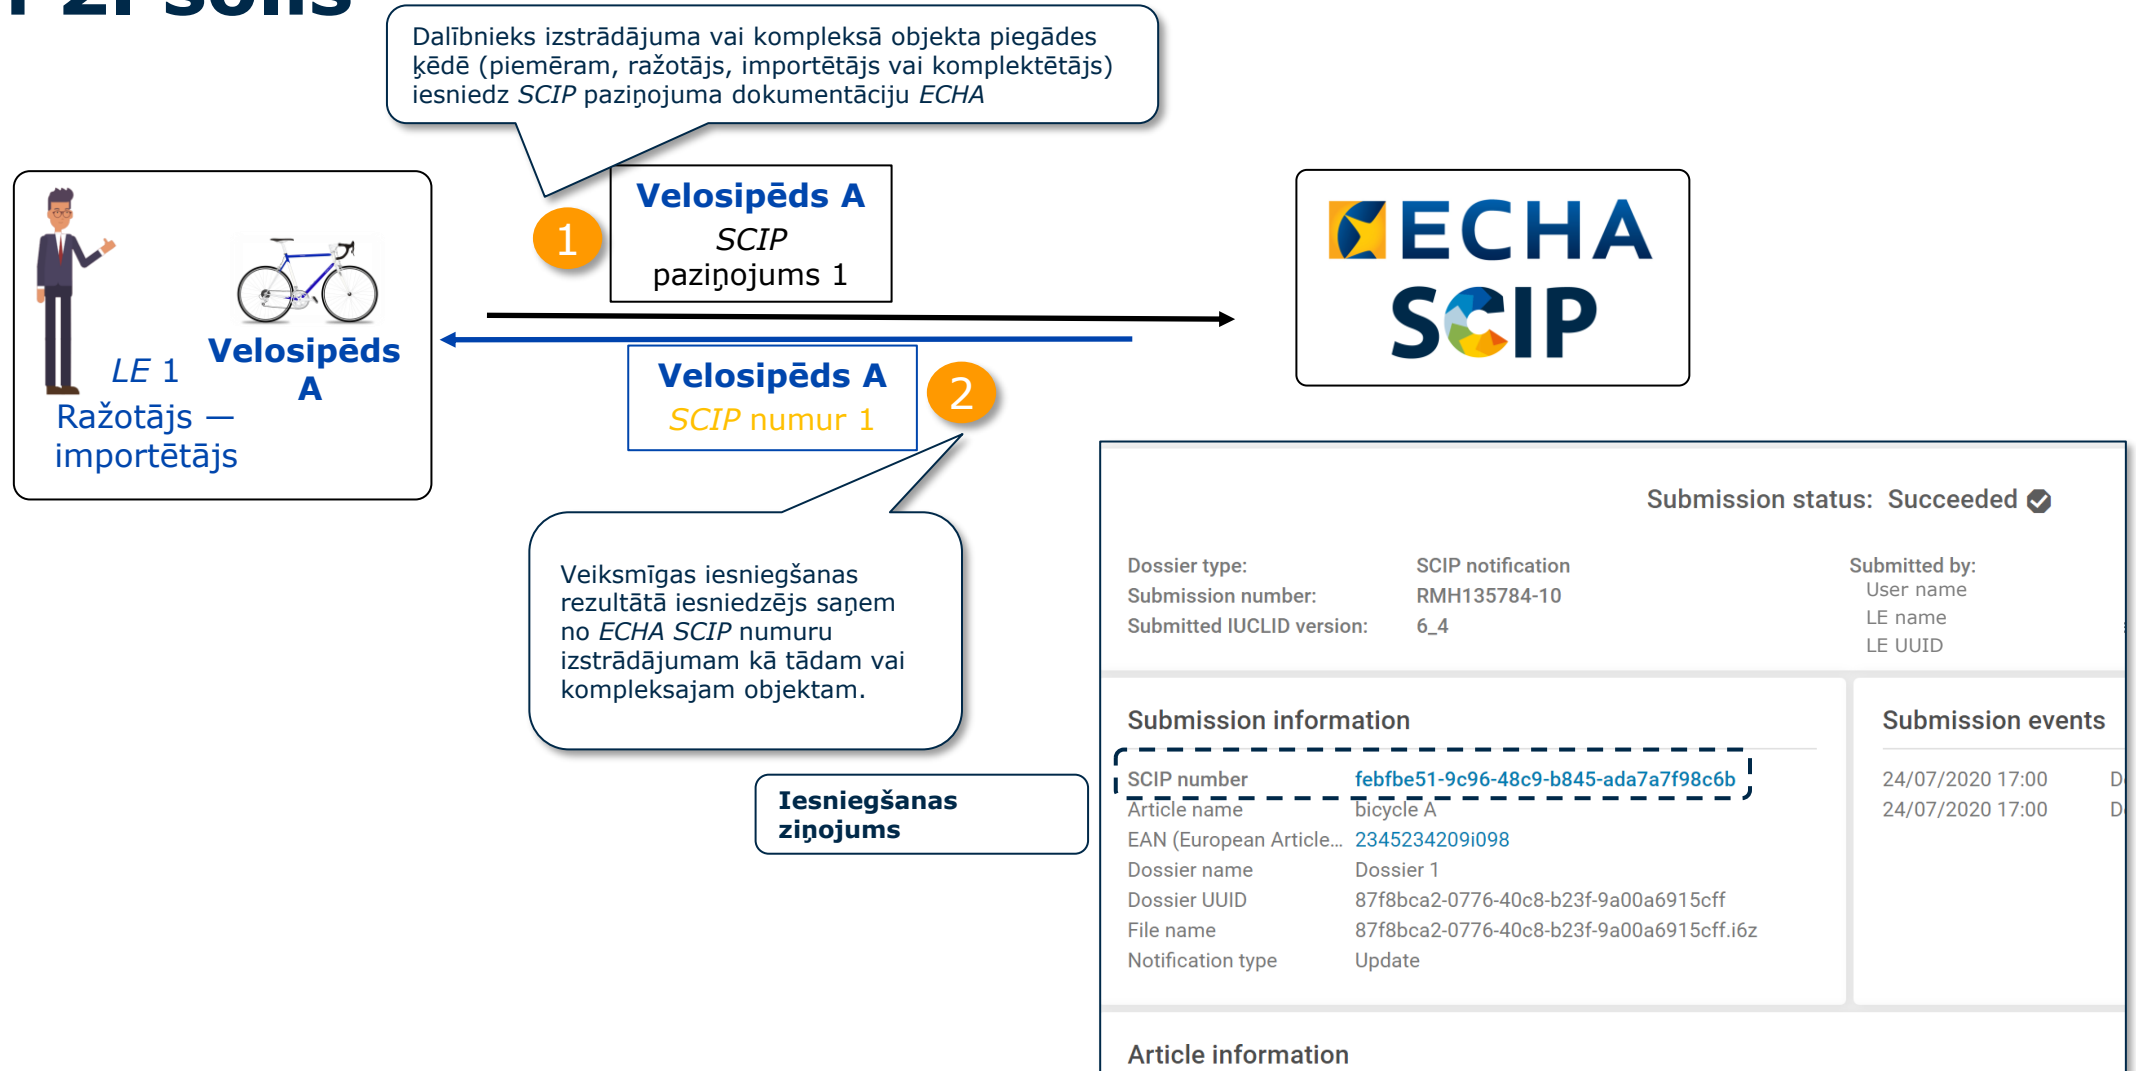 2. solis
Dalībnieks izstrādājuma vai kompleksā objekta piegādes
ķēdē (piemēram, ražotājs, importētājs vai komplektētājs)
iesniedz SCIP paziņojuma dokumentāciju ECHA
LE 1
Velosipēds
A
Ražotājs —
importētājs
1
Velosipēds A
SCIP
paziņojums 1
Velosipēds A
SCIP numur 1
2
ECHA
SCIP
Veiksmīgas iesniegšanas
rezultātā iesniedzējs saņem
no ECHA SCIP numuru
izstrādājumam kā tādam vai
kompleksajam objektam.
Iesniegšanas
ziņojums
Submission status: Succeeded
Dossier type: SCIP notification
Submission number: RMH135784-10
Submitted IUCLID version: 6_4
Submitted by:
User name
LE name
LE UUID
Submission information
SCIP number febfbe51-9c96-48c9-b845-ada7a7f98c6b
Article name bicycle A
EAN (European Article... 2345234209i098
Dossier name Dossier 1
Dossier UUID 87f8bca2-0776-40c8-b23f-9a00a6915cff
File name 87f8bca2-0776-40c8-b23f-9a00a6915cff.i6z
Notification type Update
Submission events
24/07/2020 17:00
24/07/2020 17:00
Article information